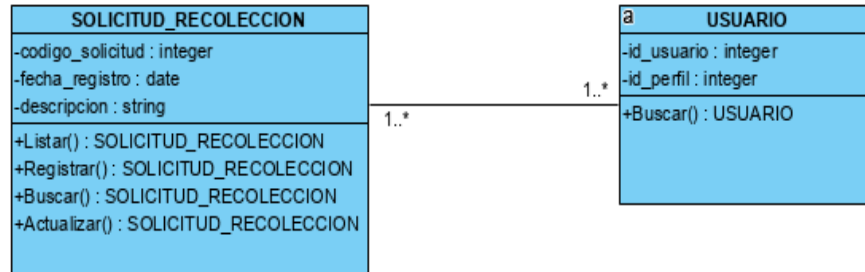 SOLICITUD_RECOLECCION
-codigo_solicitud : integer
-fecha_registro : date
-descripcion : string
+Listar() : SOLICITUD_RECOLECCION
+Registrar() : SOLICITUD_RECOLECCION
+Buscar() : SOLICITUD_RECOLECCION
+Actualizar() : SOLICITUD_RECOLECCION
1..*
1..*
a
USUARIO
-id_usuario : integer
-id_perfil : integer
+Buscar() : USUARIO